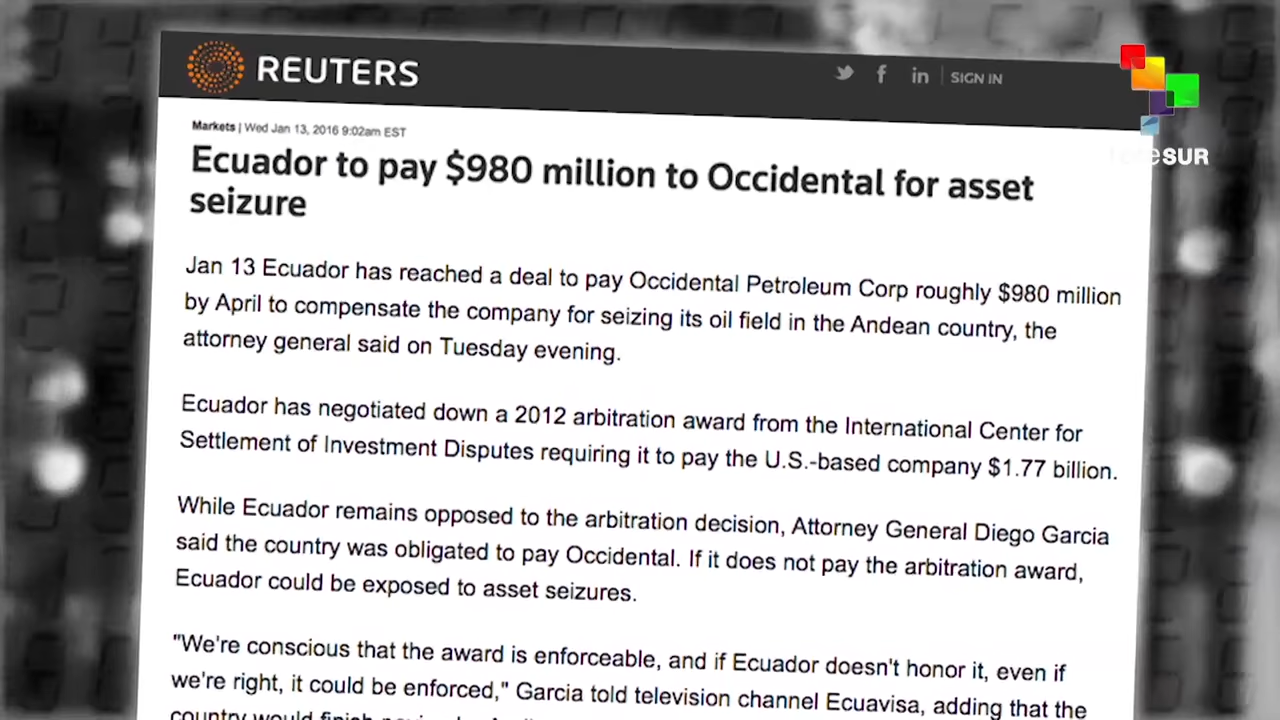 REUTERS
SIGN IN
SUR
Markets | Wed Jan 13, 2016 9:02am EST
Ecuador to pay $980 million to Occidental for asset
seizure
Jan 13 Ecuador has reached a deal to pay Occidental Petroleum Corp roughly $980 million
by April to compensate the company for seizing its oil field in the Andean country, the
attorney general said on Tuesday evening.
Ecuador has negotiated down a 2012 arbitration award from the International Center for
Settlement of Investment Disputes requiring it to pay the U.S.-based company $1.77 billion.
While Ecuador remains opposed to the arbitration decision, Attorney General Diego Garcia
said the country was obligated to pay Occidental. If it does not pay the arbitration award,
Ecuador could be exposed to asset seizures.
"We're conscious that the award is enforceable, and if Ecuador doesn't honor it, even if
we're right, it could be enforced," Garcia told television channel Ecuavisa, adding that the
country would finish